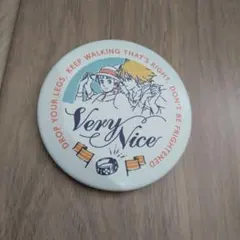 DROP YOUR LEGS, KEEP WALKING THAT'S RIGHT, DON'T BE FRIGHTENED
Very
Nice